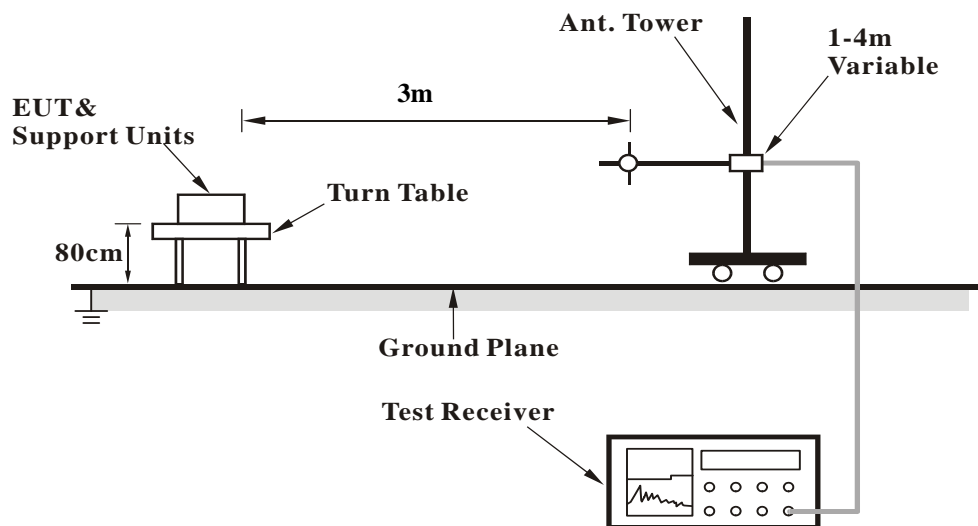 Ant. Tower
1-4m
Variable
3m
EUT&
Support Units
Turn Table
80cm
Ground Plane
Test Receiver